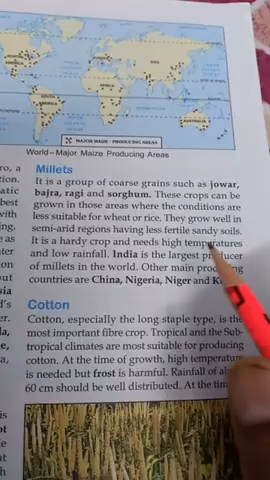 MAJOR MAIZE - PRODUCING AREAS
World–Major Maize Producing Areas
Millets
It is a group of coarse grains such as jowar,
bajra, ragi and sorghum. These crops can be
grown in those areas where the conditions are
less suitable for wheat or rice. They grow well in
semi-arid regions having less fertile sandy soils.
It is a hardy crop and needs high temperatures
and low rainfall. India is the largest producer
of millets in the world. Other main producing
countries are China, Nigeria, Niger and
Cotton
Cotton, especially the long staple type, is the
most important fibre crop. Tropical and the Sub-
tropical climates are most suitable for producing
cotton. At the time of growth, high temperature
is needed but frost is harmful. Rainfall of
60 cm should be well distributed. At the